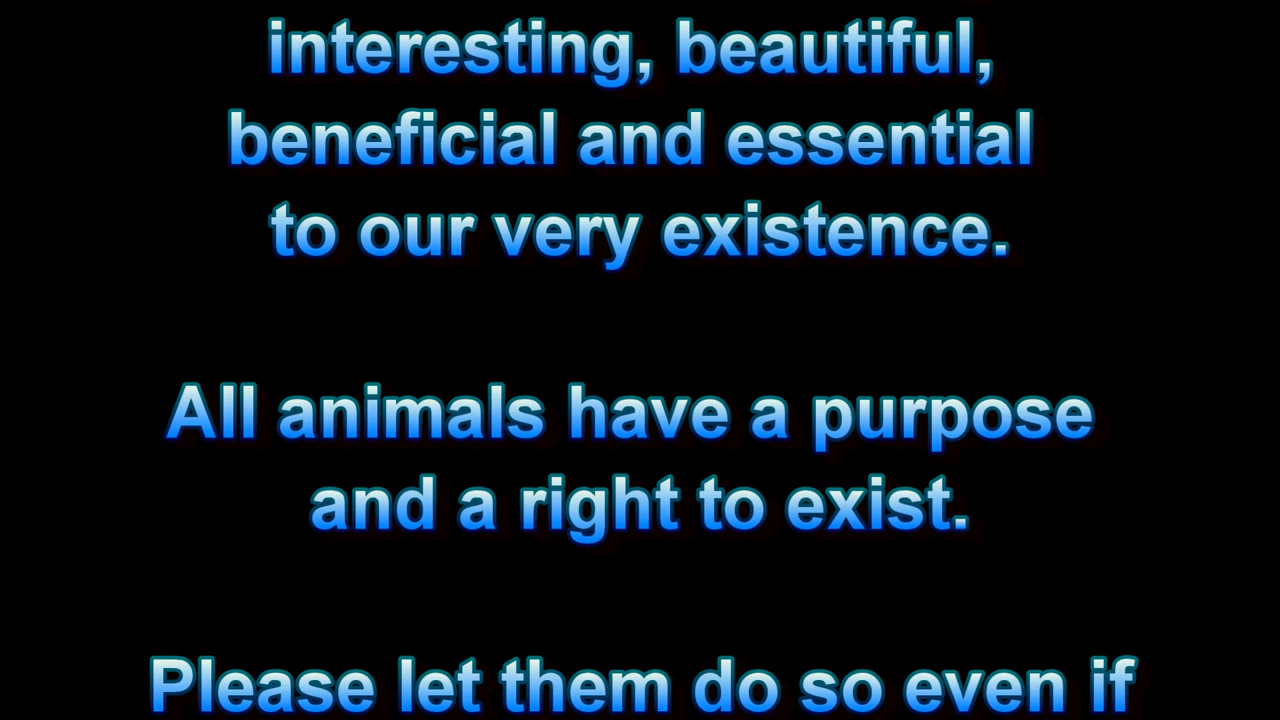 interesting, beautiful,
beneficial and essential
to our very existence.
All animals have a purpose
and a right to exist.
Please let them do so even if